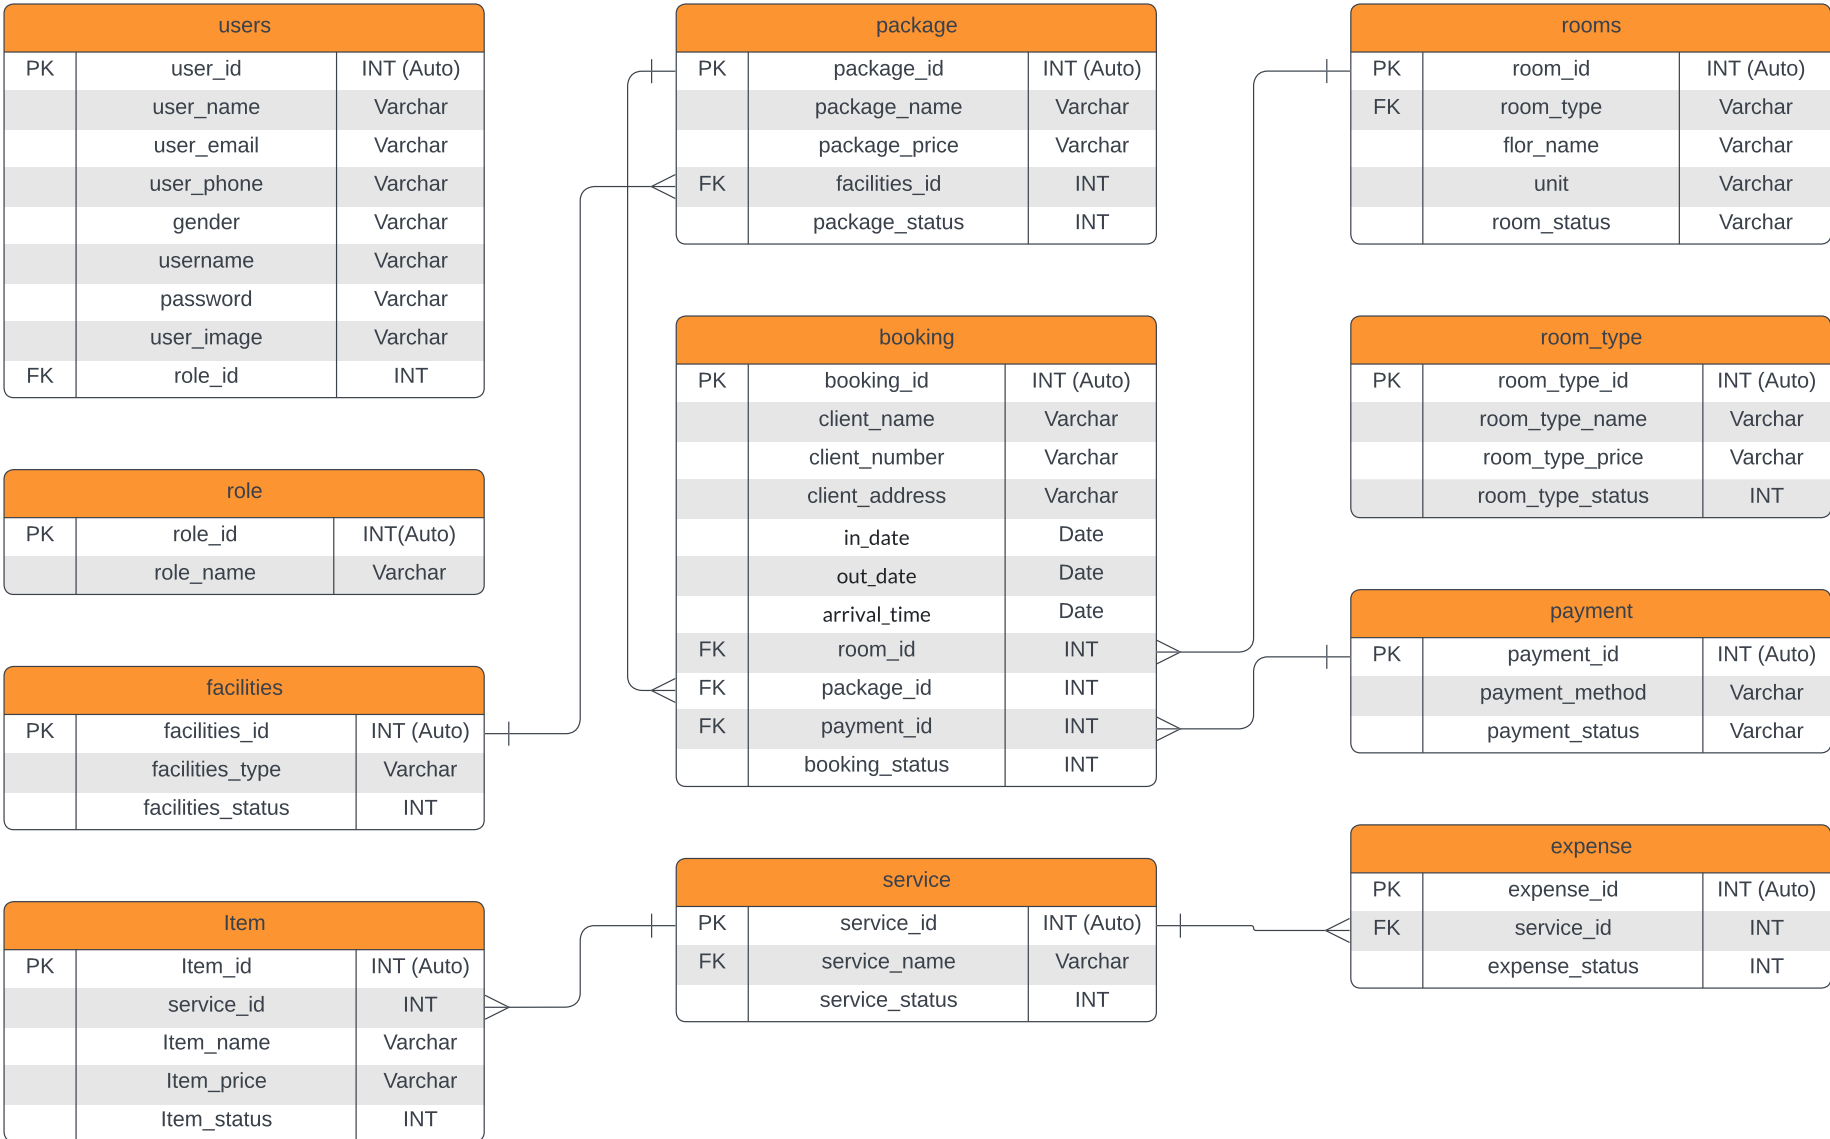 users
PK user_id INT (Auto)
user_name Varchar
user_email Varchar
user_phone Varchar
gender Varchar
username Varchar
password Varchar
user_image Varchar
FK role_id INT
role
PK role_id INT(Auto)
role_name Varchar
facilities
PK facilities_id INT (Auto)
facilities_type Varchar
facilities_status INT
Item
PK Item_id INT (Auto)
service_id INT
Item_name Varchar
Item_price Varchar
Item_status INT
package
PK package_id INT (Auto)
package_name Varchar
package_price Varchar
FK facilities_id INT
package_status INT
booking
PK booking_id INT (Auto)
client_name Varchar
client_number Varchar
client_address Varchar
in_date Date
out_date Date
arrival_time Date
FK room_id INT
FK package_id INT
FK payment_id INT
booking_status INT
service
PK service_id INT (Auto)
FK service_name Varchar
service_status INT
rooms
PK room_id INT (Auto)
FK room_type Varchar
flor_name Varchar
unit Varchar
room_status Varchar
room_type
PK room_type_id INT (Auto)
room_type_name Varchar
room_type_price Varchar
room_type_status INT
payment
PK payment_id INT (Auto)
payment_method Varchar
payment_status Varchar
expense
PK expense_id INT (Auto)
FK service_id INT
expense_status INT